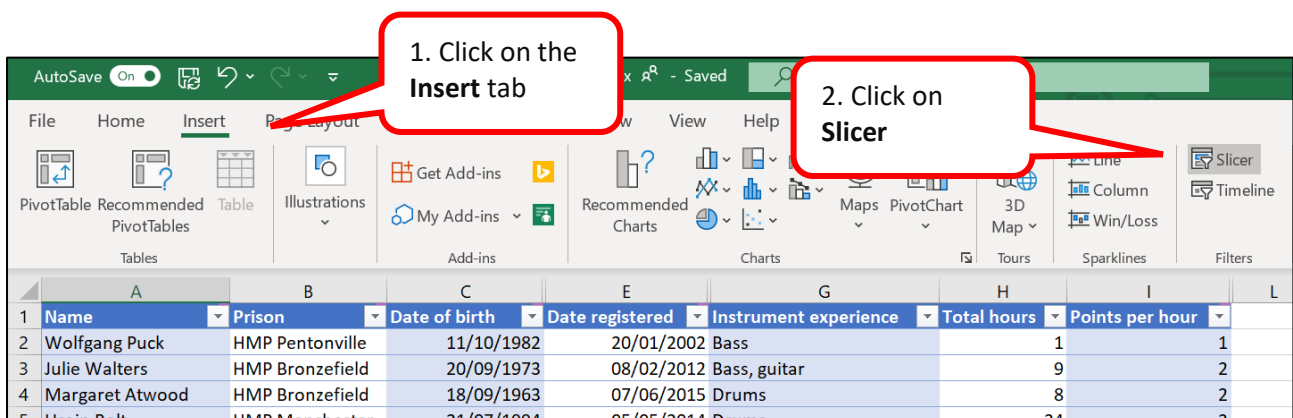 1. Click on the
Insert tab
2. Click on
Slicer
AutoSave On x - Saved
File Home Insert Page Layout View Help
PivotTable Recommended PivotTables Table
Illustrations
Get Add-ins
My Add-ins
Recommended Charts
Maps PivotChart
3D Map
Line
Column
Win/Loss
Slicer
Timeline
Tables Add-ins Charts Tours Sparklines Filters
A B C E G H I L
1 Name Prison Date of birth Date registered Instrument experience Total hours Points per hour
2 Wolfgang Puck HMP Pentonville 11/10/1982 20/01/2002 Bass 1 1
3 Julie Walters HMP Bronzefield 20/09/1973 08/02/2012 Bass, guitar 9 2
4 Margaret Atwood HMP Bronzefield 18/09/1963 07/06/2015 Drums 8 2